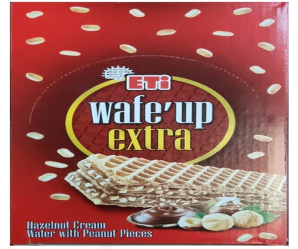 ETi
wafe'up
extra
Hazelnut Cream
Wafer with Peanut Pieces